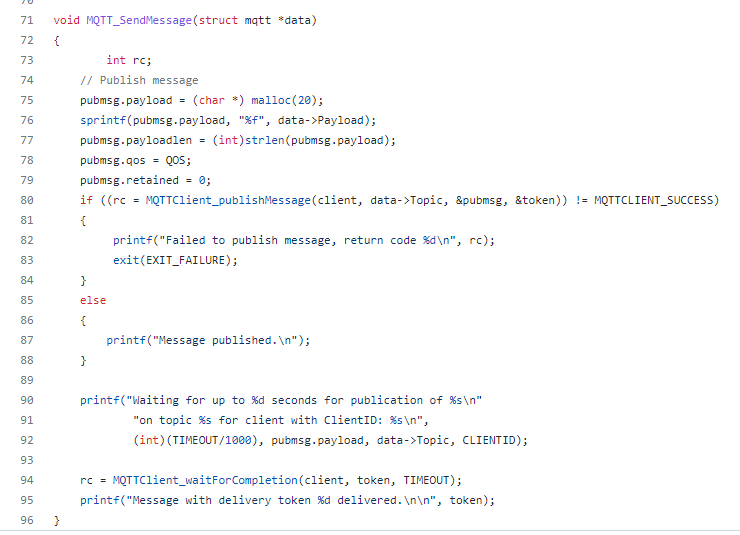 71 void MQTT_SendMessage(struct mqtt *data)
72 {
73 int rc;
74 // Publish message
75 pubmsg.payload = (char *) malloc(20);
76 sprintf(pubmsg.payload, "%f", data->Payload);
77 pubmsg.payloadlen = (int)strlen(pubmsg.payload);
78 pubmsg.qos = QOS;
79 pubmsg.retained = 0;
80 if ((rc = MQTTClient_publishMessage(client, data->Topic, &pubmsg, &token)) != MQTTCLIENT_SUCCESS)
81 {
82 printf("Failed to publish message, return code %d\n", rc);
83 exit(EXIT_FAILURE);
84 }
85 else
86 {
87 printf("Message published.\n");
88 }
89
90 printf("Waiting for up to %d seconds for publication of %s\n"
91 "on topic %s for client with ClientID: %s\n",
92 (int)(TIMEOUT/1000), pubmsg.payload, data->Topic, CLIENTID);
93
94 rc = MQTTClient_waitForCompletion(client, token, TIMEOUT);
95 printf("Message with delivery token %d delivered.\n\n", token);
96 }